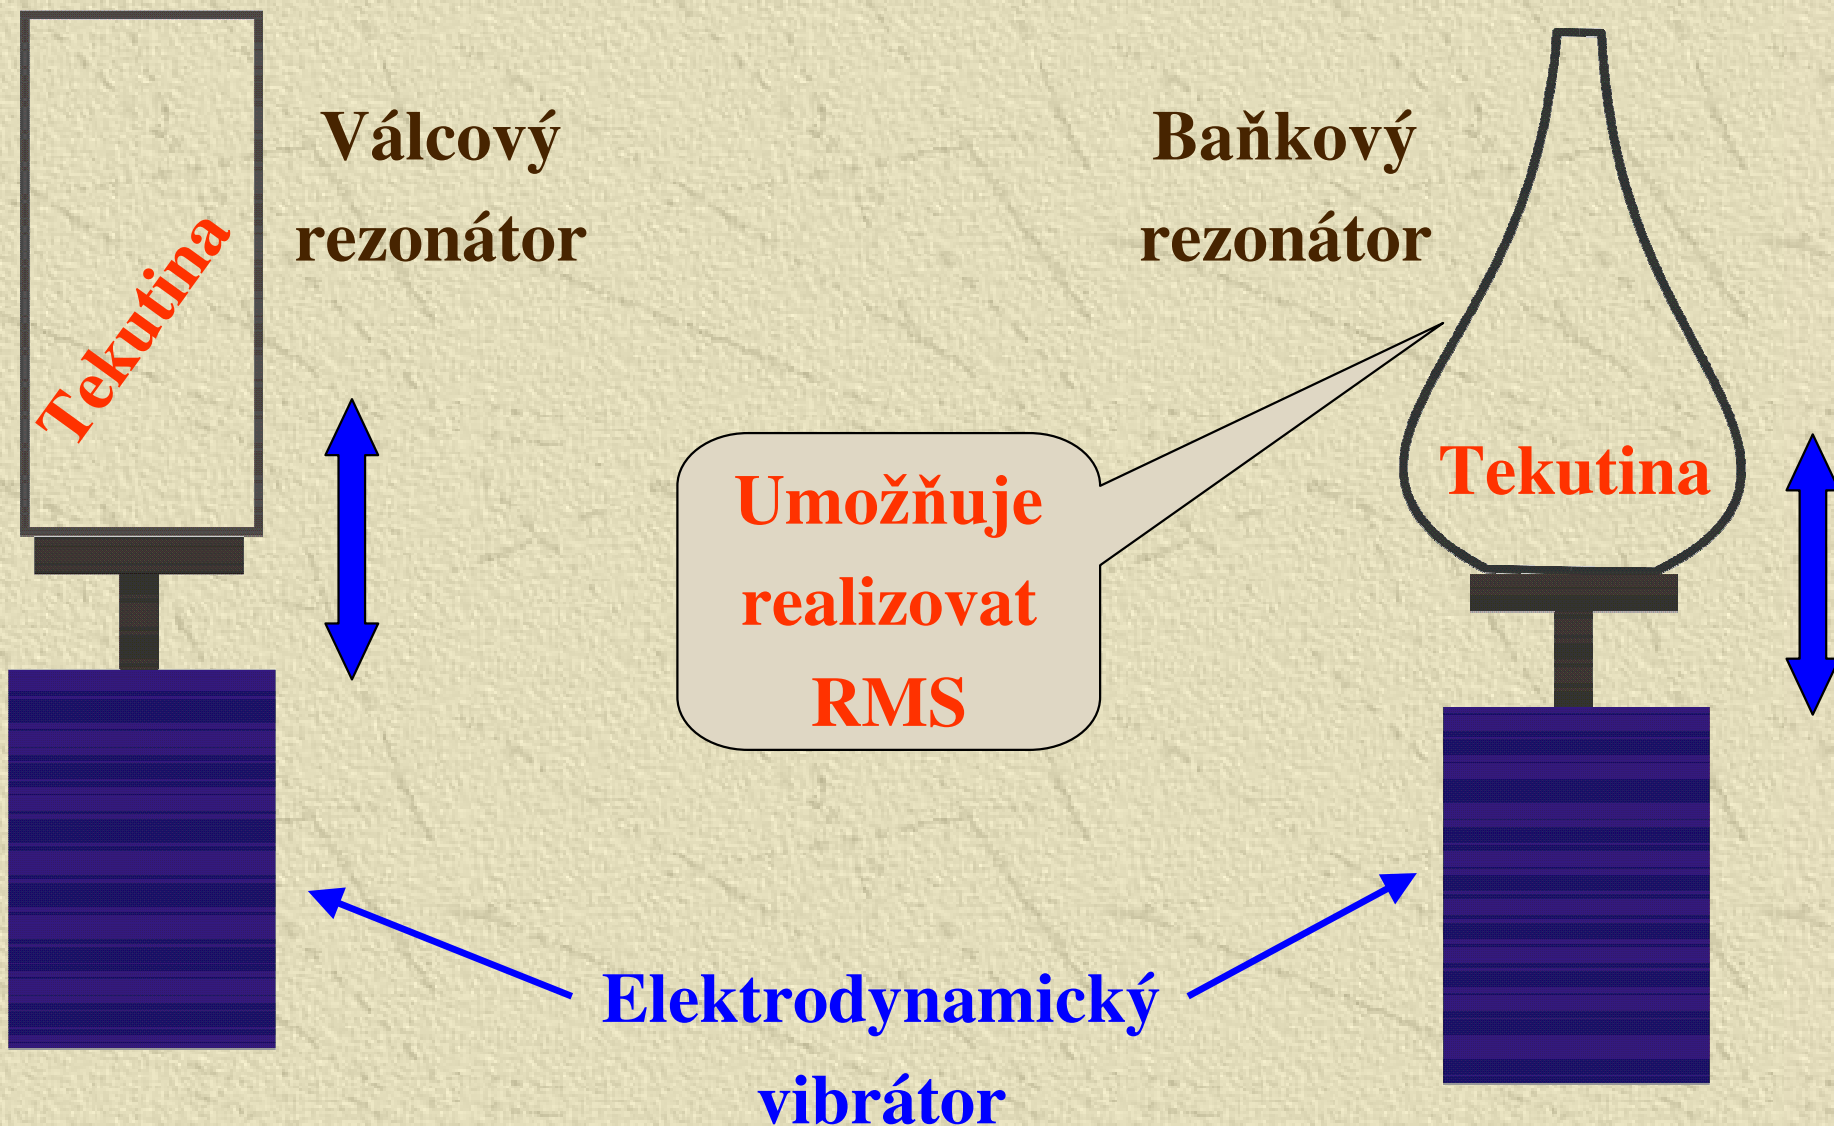 Válcový
rezonátor
Tekutina
Baňkový
rezonátor
Tekutina
Umožňuje
realizovat
RMS
Elektrodynamický
vibrátor